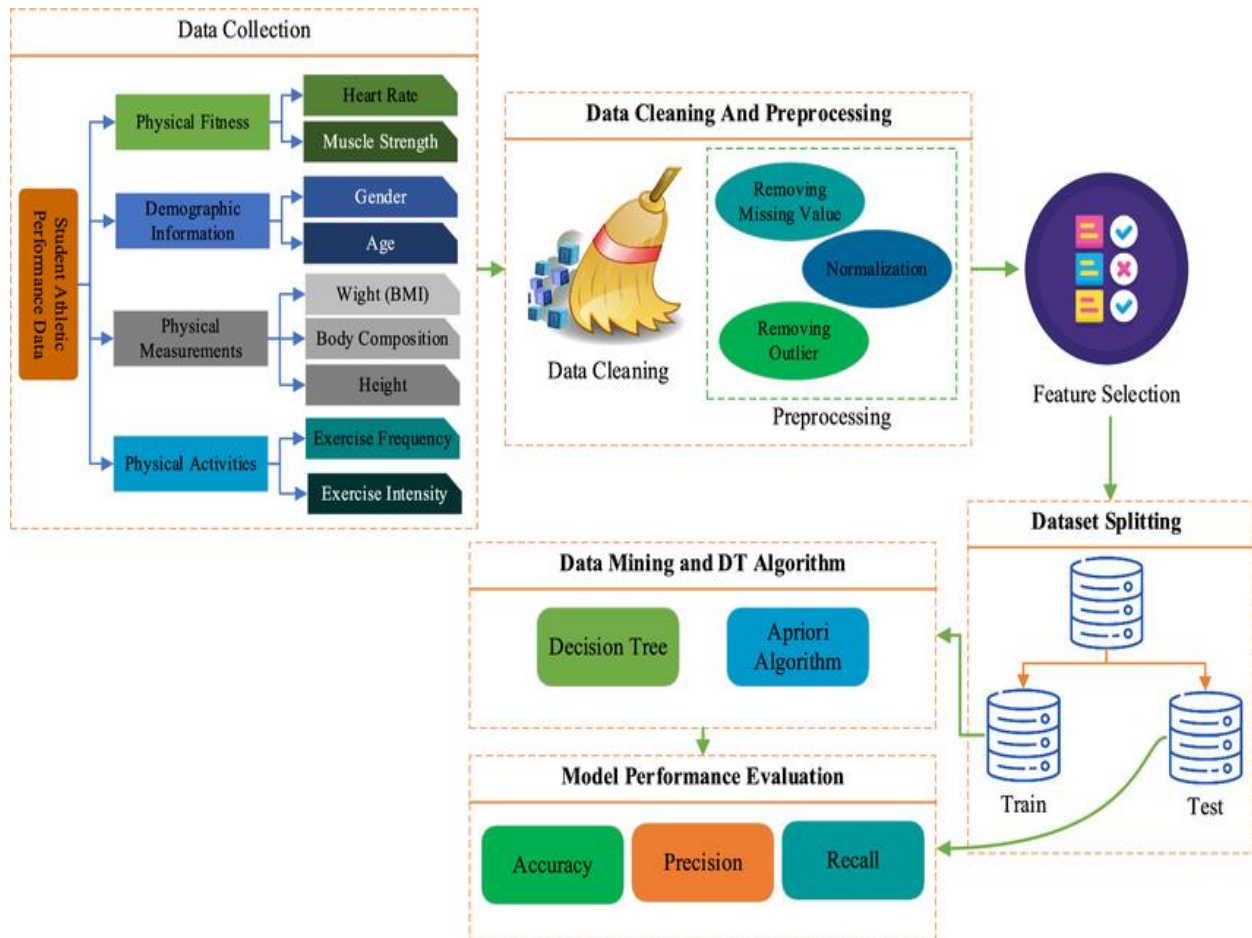 Data Collection
Student Athletic
Performance Data
Physical Fitness
Heart Rate
Muscle Strength
Demographic
Information
Gender
Age
Physical
Measurements
Wight (BMI)
Body Composition
Height
Physical Activities
Exercise Frequency
Exercise Intensity
Data Cleaning And Preprocessing
Data Cleaning
Removing
Missing Value
Normalization
Removing
Outlier
Preprocessing
Feature Selection
Dataset Splitting
Train
Test
Data Mining and DT Algorithm
Decision Tree
Apriori
Algorithm
Model Performance Evaluation
Accuracy
Precision
Recall